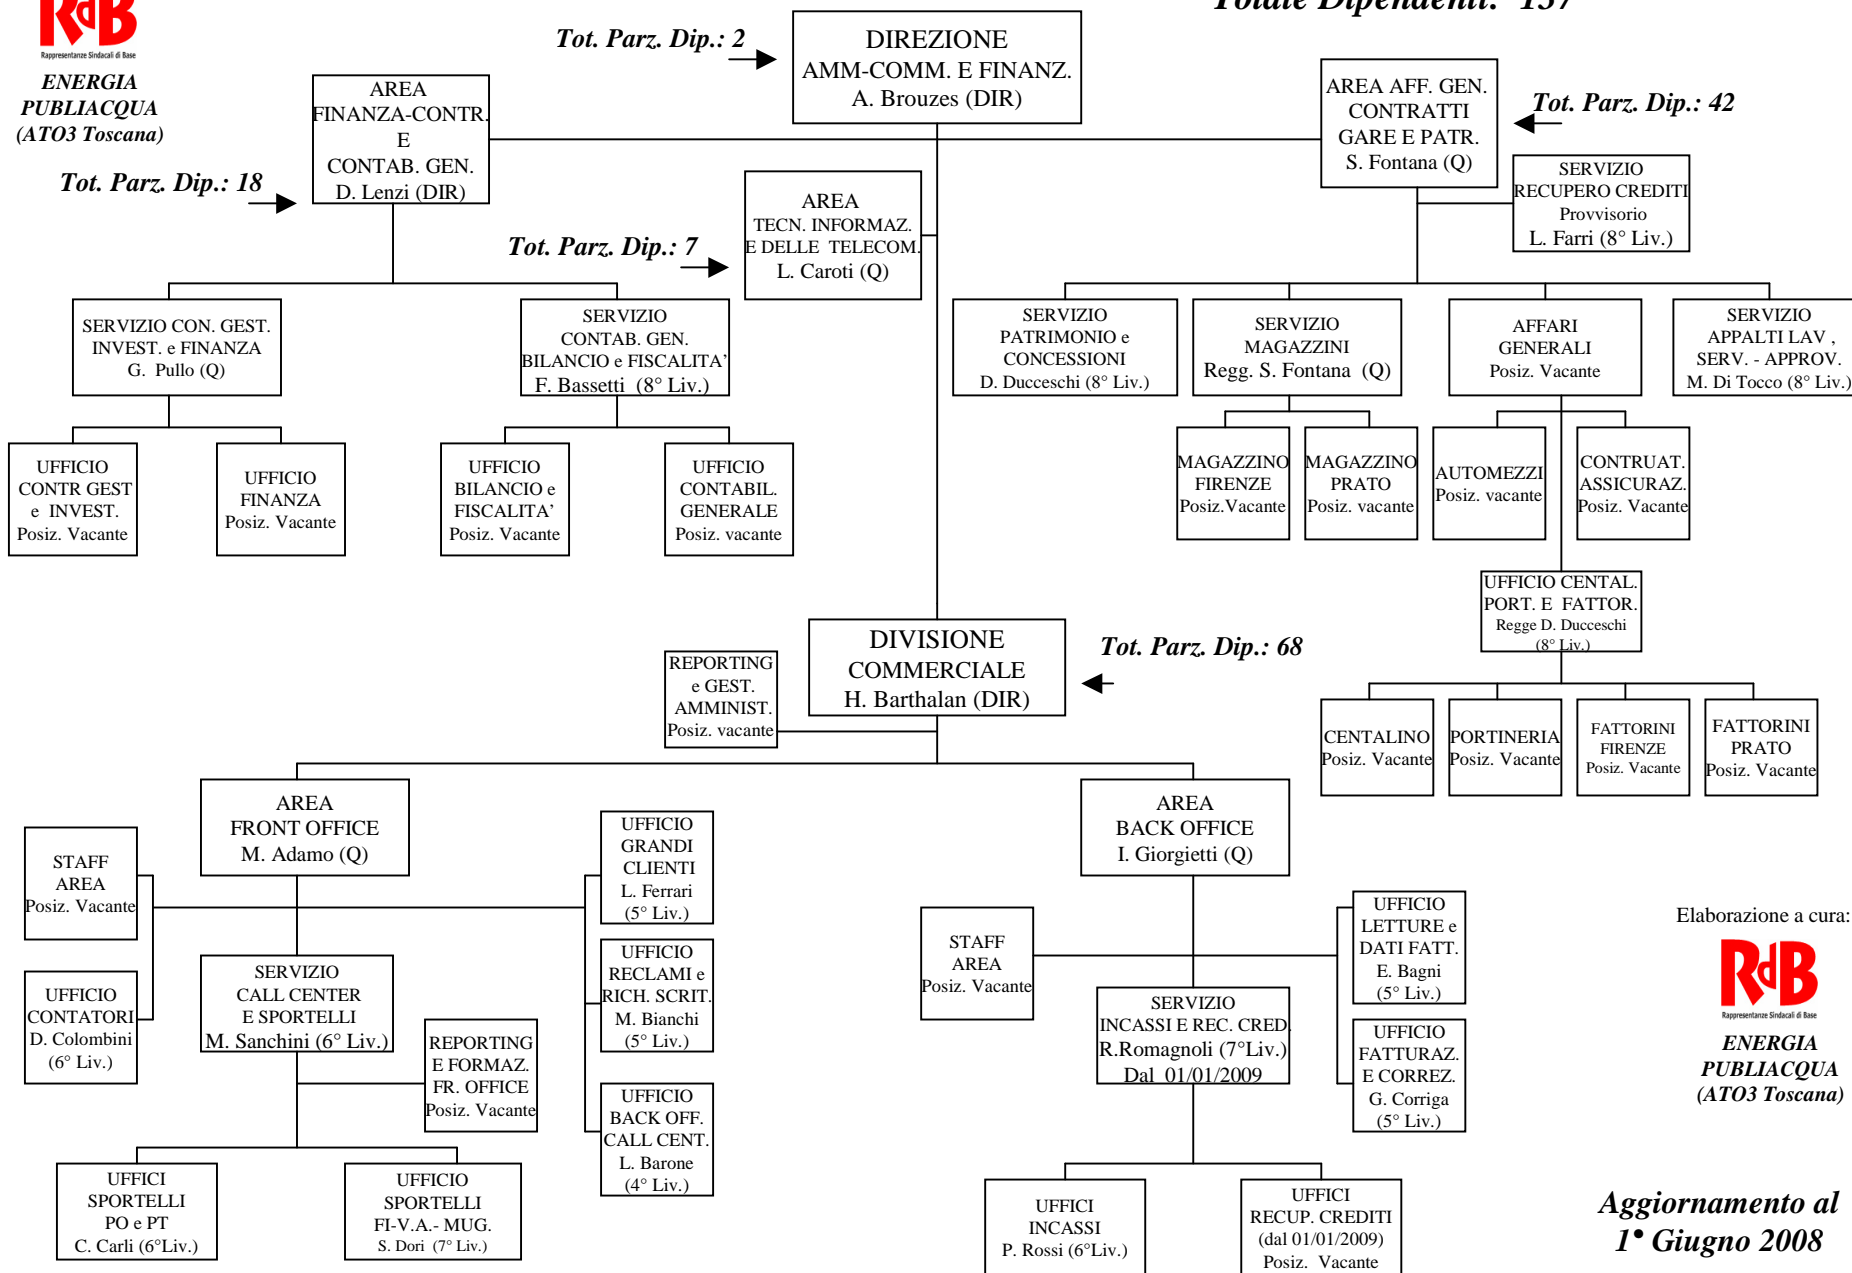 Totale Dipendenti: 137
RdB
Rappresentanze Sindacali di Base
ENERGIA
PUBLIACQUA
(ATO3 Toscana)
Tot. Parz. Dip.: 2
DIREZIONE
AMM-COMM. E FINANZ.
A. Brouzes (DIR)
AREA
FINANZA-CONTR.
E
CONTAB. GEN.
D. Lenzi (DIR)
Tot. Parz. Dip.: 18
AREA AFF. GEN.
CONTRATTI
GARE E PATR.
S. Fontana (Q)
Tot. Parz. Dip.: 42
SERVIZIO
RECUPERO CREDITI
Provvisorio
L. Farri (8° Liv.)
AREA
TECN. INFORMAZ.
E DELLE TELECOM.
L. Caroti (Q)
Tot. Parz. Dip.: 7
SERVIZIO CON. GEST.
INVEST. e FINANZA
G. Pullo (Q)
SERVIZIO
CONTAB. GEN.
BILANCIO e FISCALITA’
F. Bassetti (8° Liv.)
SERVIZIO
PATRIMONIO e
CONCESSIONI
D. Ducceschi (8° Liv.)
SERVIZIO
MAGAZZINI
Regg. S. Fontana (Q)
AFFARI
GENERALI
Posiz. Vacante
SERVIZIO
APPALTI LAV ,
SERV. - APPROV.
M. Di Tocco (8° Liv.)
UFFICIO
CONTR GEST
e INVEST.
Posiz. Vacante
UFFICIO
FINANZA
Posiz. Vacante
UFFICIO
BILANCIO e
FISCALITA’
Posiz. Vacante
UFFICIO
CONTABIL.
GENERALE
Posiz. vacante
MAGAZZINO
FIRENZE
Posiz.Vacante
MAGAZZINO
PRATO
Posiz. vacante
AUTOMEZZI
Posiz. vacante
CONTRUAT.
ASSICURAZ.
Posiz. Vacante
UFFICIO CENTAL.
PORT. E FATTOR.
Regge D. Ducceschi
(8° Liv.)
CENTALINO
Posiz. Vacante
PORTINERIA
Posiz. Vacante
FATTORINI
FIRENZE
Posiz. Vacante
FATTORINI
PRATO
Posiz. Vacante
DIVISIONE
COMMERCIALE
H. Barthalan (DIR)
Tot. Parz. Dip.: 68
REPORTING
e GEST.
AMMINIST.
Posiz. vacante
AREA
FRONT OFFICE
M. Adamo (Q)
AREA
BACK OFFICE
I. Giorgietti (Q)
STAFF
AREA
Posiz. Vacante
UFFICIO
CONTATORI
D. Colombini
(6° Liv.)
SERVIZIO
CALL CENTER
E SPORTELLI
M. Sanchini (6° Liv.)
REPORTING
E FORMAZ.
FR. OFFICE
Posiz. Vacante
UFFICIO
GRANDI
CLIENTI
L. Ferrari
(5° Liv.)
UFFICIO
RECLAMI e
RICH. SCRIT.
M. Bianchi
(5° Liv.)
UFFICIO
BACK OFF.
CALL CENT.
L. Barone
(4° Liv.)
UFFICI
SPORTELLI
PO e PT
C. Carli (6°Liv.)
UFFICIO
SPORTELLI
FI-V.A.- MUG.
S. Dori (7° Liv.)
STAFF
AREA
Posiz. Vacante
SERVIZIO
INCASSI E REC. CRED.
R.Romagnoli (7°Liv.)
Dal 01/01/2009
UFFICIO
LETTURE e
DATI FATT.
E. Bagni
(5° Liv.)
UFFICIO
FATTURAZ.
E CORREZ.
G. Corriga
(5° Liv.)
UFFICI
INCASSI
P. Rossi (6°Liv.)
UFFICI
RECUP. CREDITI
(dal 01/01/2009)
Posiz. Vacante
Elaborazione a cura:
RdB
Rappresentanze Sindacali di Base
ENERGIA
PUBLIACQUA
(ATO3 Toscana)
Aggiornamento al
1° Giugno 2008